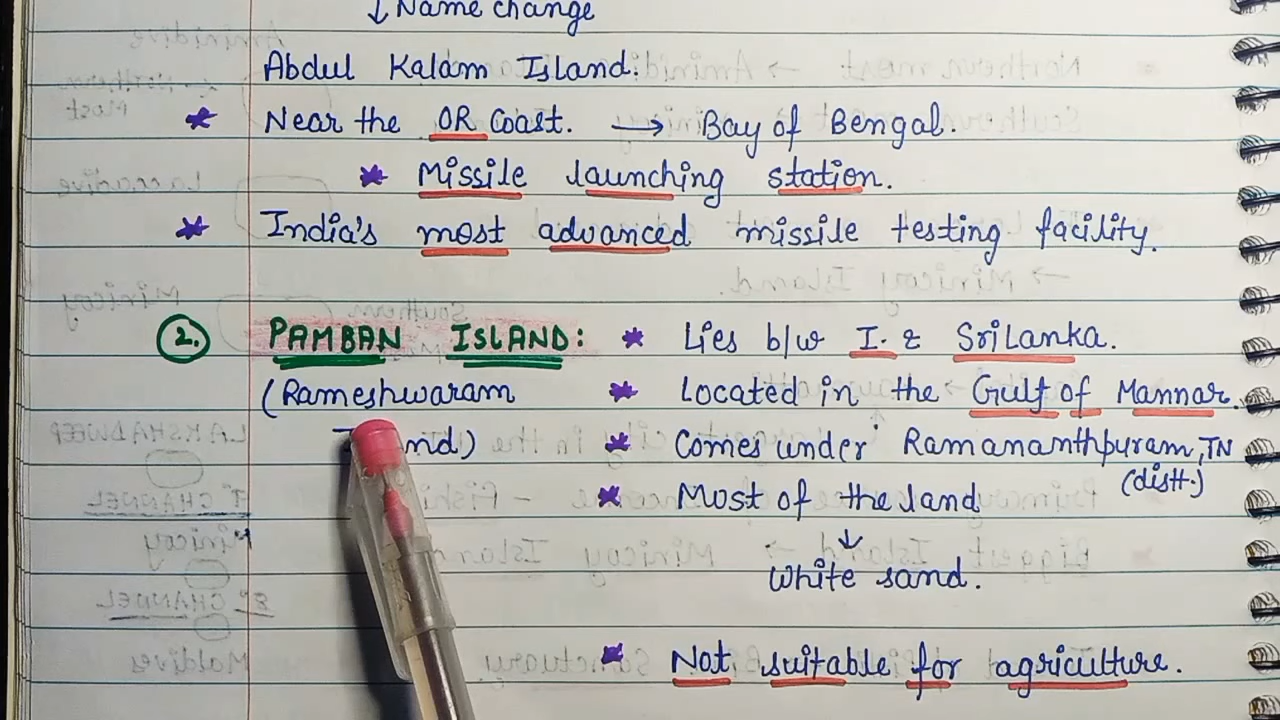 ↓ Name change
Abdul Kalam Island.
* Near the OR coast. → Bay of Bengal.
* Missile launching station.
* India's most advanced missile testing facility.
2. PAMBAN ISLAND: * Lies b/w I. & SriLanka.
(Rameshwaram * Located in the Gulf of Mannar.
nd) * Comes under Ramananthpuram, TN
(distt.)
* Most of the land
↓
white sand.
* Not suitable for agriculture.